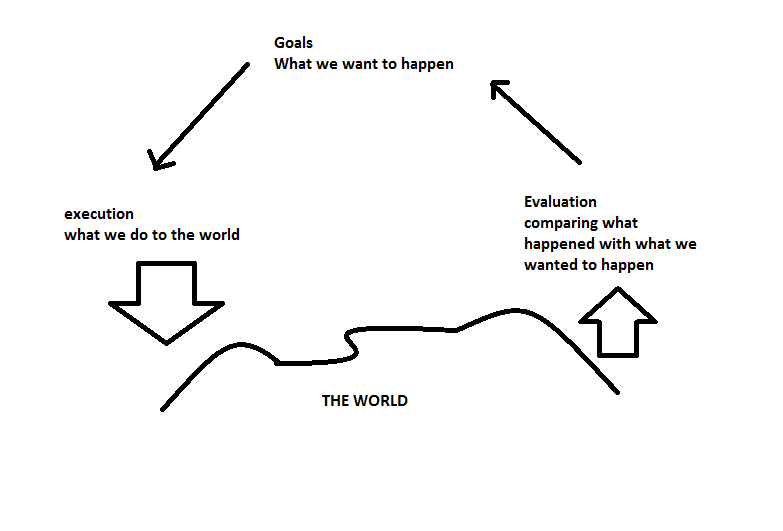 Goals
What we want to happen
execution
what we do to the world
Evaluation
comparing what
happened with what we
wanted to happen
THE WORLD